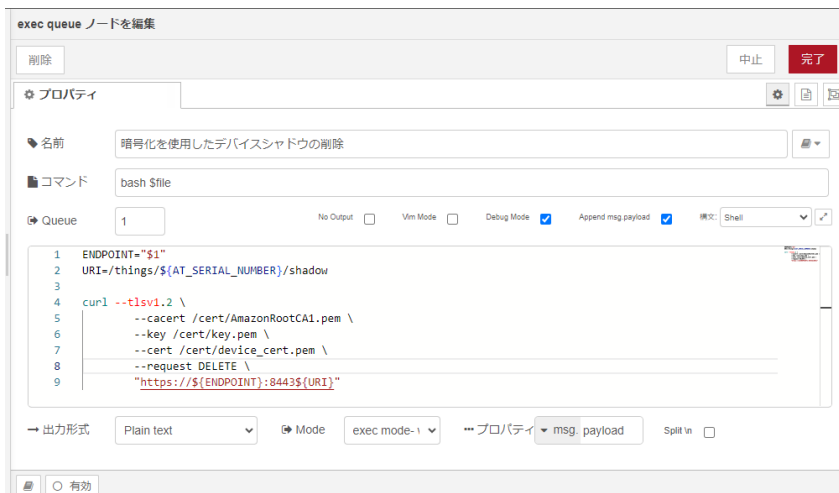 exec queue ノードを編集
削除 中止 完了
プロパティ
名前 暗号化を使用したデバイスシャドウの削除
コマンド bash $file
Queue 1 No Output Vim Mode Debug Mode Append msg.payload 構文: Shell
1 ENDPOINT="$1"
2 URI=/things/${AT_SERIAL_NUMBER}/shadow
3
4 curl --tlsv1.2 \
5 --cacert /cert/AmazonRootCA1.pem \
6 --key /cert/key.pem \
7 --cert /cert/device_cert.pem \
8 --request DELETE \
9 "https://${ENDPOINT}:8443${URI}"
出力形式 Plain text Mode exec mode- プロパティ msg. payload Split \n
有効